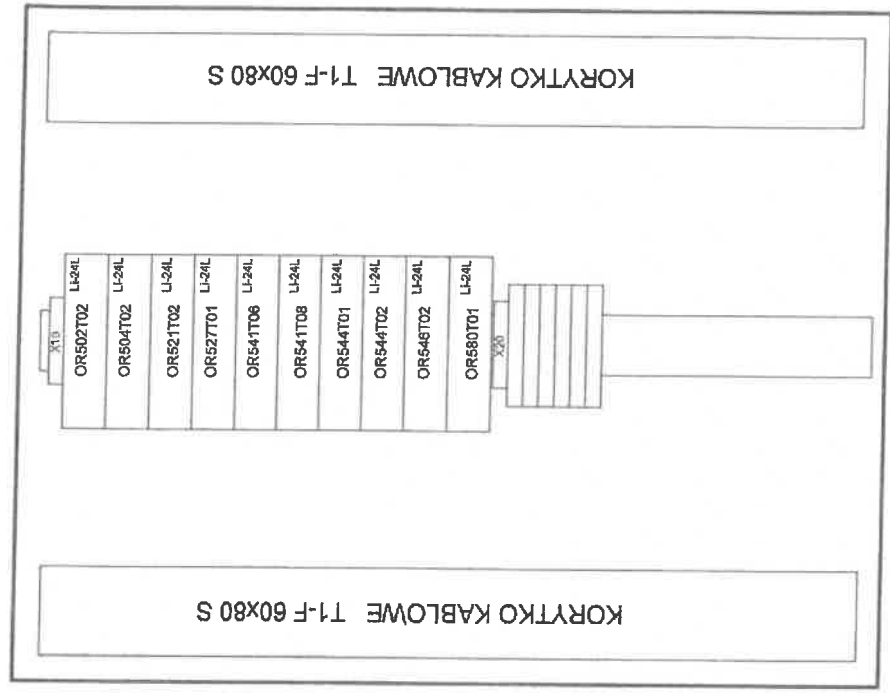 KORYTKO KABLOWE T1-F 60x80 S
X10
OR502T02 LI-24L
OR504T02 LI-24L
OR521T02 LI-24L
OR527T01 LI-24L
OR541T06 LI-24L
OR541T08 LI-24L
OR544T01 LI-24L
OR544T02 LI-24L
OR546T02 LI-24L
OR580T01 LI-24L
X20
KORYTKO KABLOWE T1-F 60x80 S